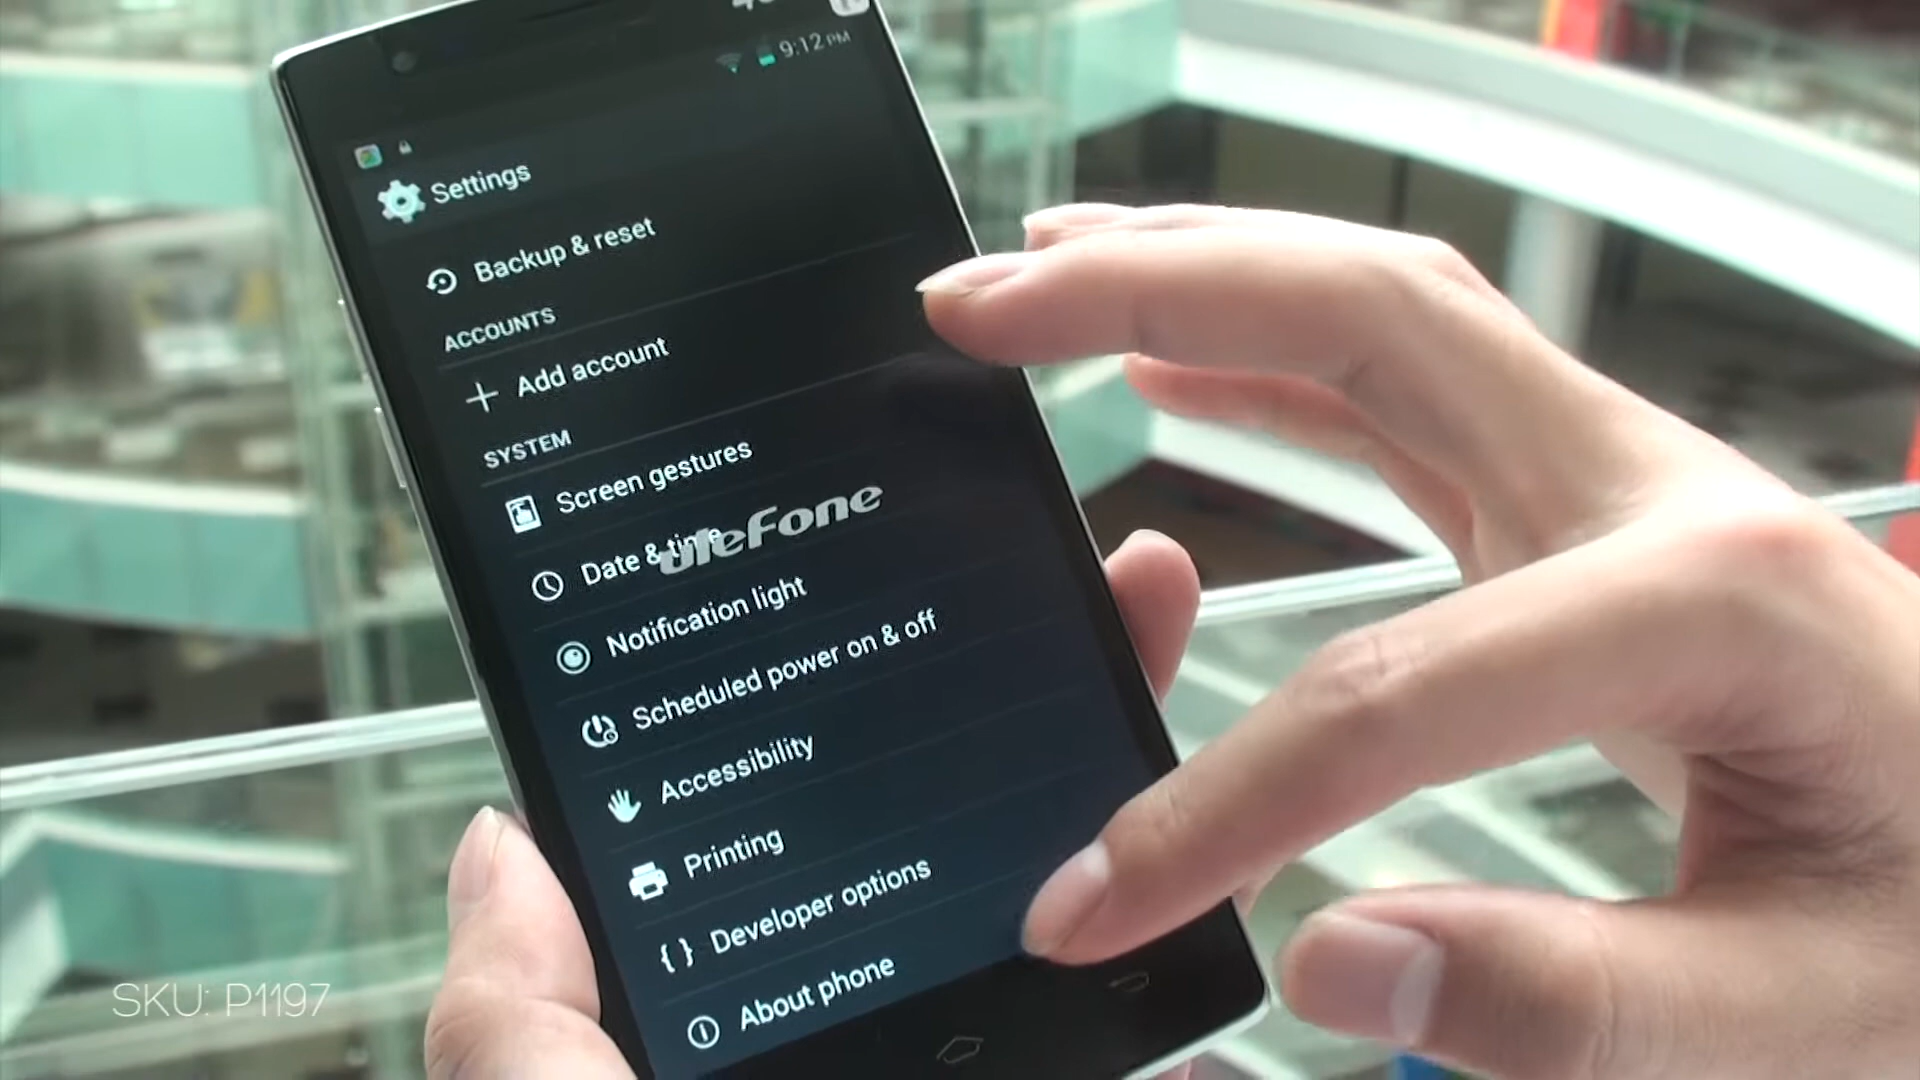 9:12 PM
Settings
Backup & reset
ACCOUNTS
Add account
SYSTEM
Screen gestures
Date & time
uleFone
Notification light
Scheduled power on & off
Accessibility
Printing
{ } Developer options
About phone
SKU: P1197